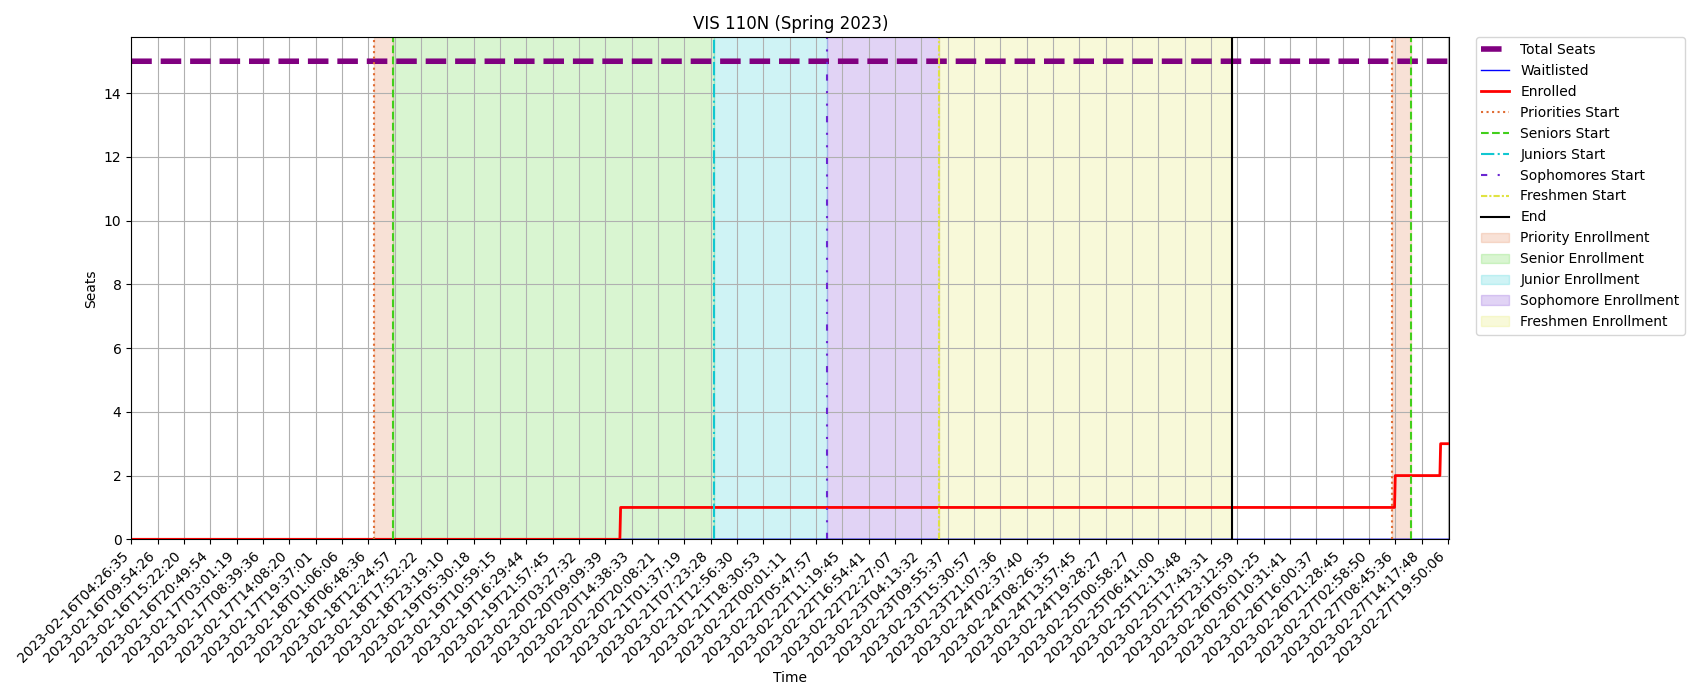 VIS 110N (Spring 2023)
Seats
14
12
10
8
6
4
2
0
2023-02-16T04:26:35
2023-02-16T09:54:26
2023-02-16T15:22:20
2023-02-16T20:49:54
2023-02-17T03:01:19
2023-02-17T08:39:36
2023-02-17T14:08:20
2023-02-17T19:37:01
2023-02-18T01:06:06
2023-02-18T06:48:36
2023-02-18T12:24:57
2023-02-18T17:52:22
2023-02-18T23:19:10
2023-02-19T05:30:18
2023-02-19T10:59:15
2023-02-19T16:29:44
2023-02-19T21:57:45
2023-02-20T03:27:32
2023-02-20T09:09:39
2023-02-20T14:38:33
2023-02-20T20:08:21
2023-02-21T01:37:19
2023-02-21T07:23:28
2023-02-21T12:56:30
2023-02-21T18:30:53
2023-02-22T00:01:11
2023-02-22T05:47:57
2023-02-22T11:19:45
2023-02-22T16:54:41
2023-02-22T22:27:07
2023-02-23T04:13:32
2023-02-23T09:55:37
2023-02-23T15:30:57
2023-02-23T21:07:36
2023-02-24T02:37:40
2023-02-24T08:26:35
2023-02-24T13:57:45
2023-02-24T19:28:27
2023-02-25T00:58:27
2023-02-25T06:41:00
2023-02-25T12:13:48
2023-02-25T17:43:31
2023-02-25T23:12:59
2023-02-26T05:01:25
2023-02-26T10:31:41
2023-02-26T16:00:37
2023-02-26T21:28:45
2023-02-27T02:58:50
2023-02-27T08:45:36
2023-02-27T14:17:48
2023-02-27T19:50:06
Time
Total Seats
Waitlisted
Enrolled
Priorities Start
Seniors Start
Juniors Start
Sophomores Start
Freshmen Start
End
Priority Enrollment
Senior Enrollment
Junior Enrollment
Sophomore Enrollment
Freshmen Enrollment